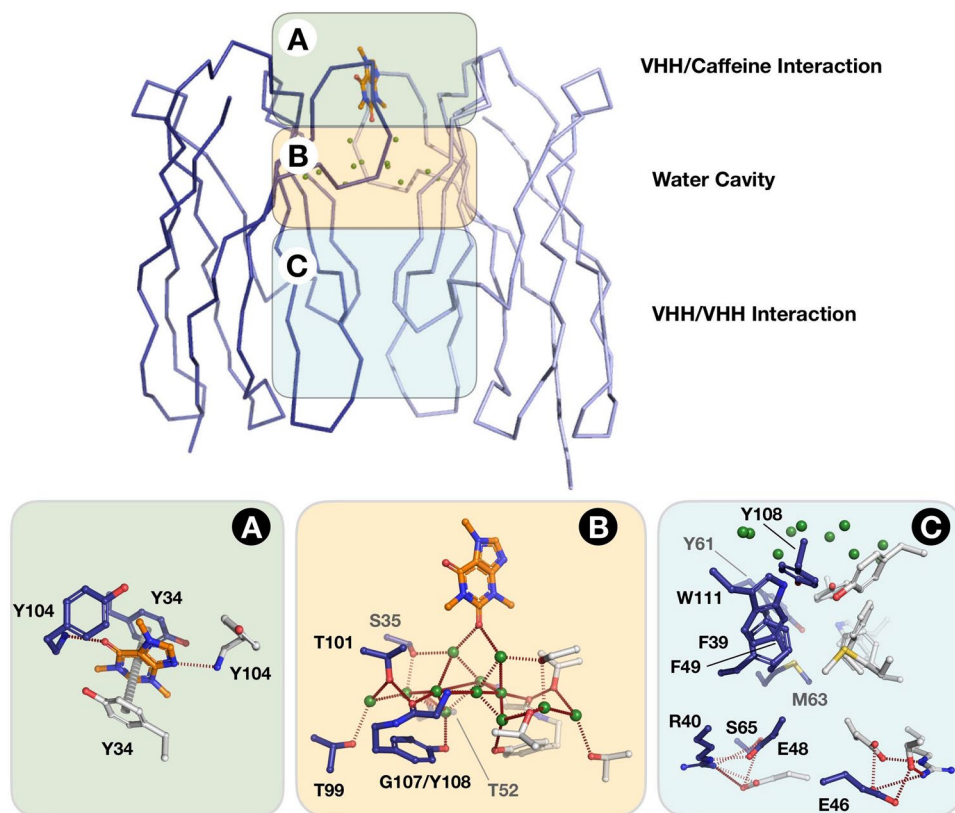 A
VHH/Caffeine Interaction
B
Water Cavity
C
VHH/VHH Interaction
A
Y104
Y34
Y104
Y34
B
S35
T101
T99
G107/Y108
T52
C
Y108
Y61
W111
F39
F49
M63
R40
S65
E48
E46